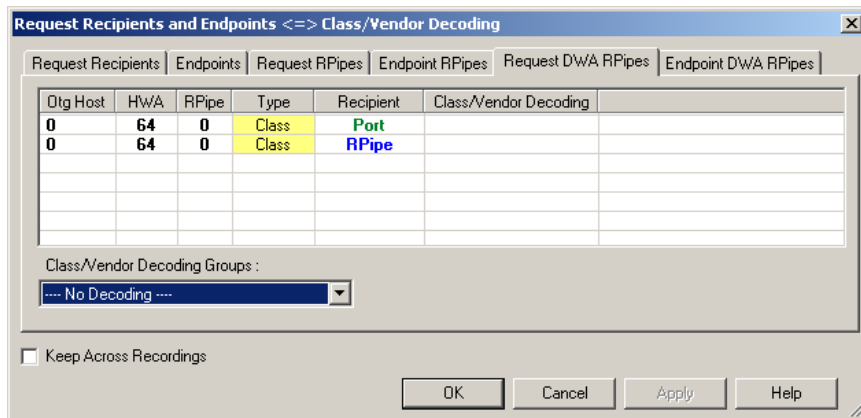 Request Recipients and Endpoints <=> Class/Vendor Decoding
Request Recipients Endpoints Request RPipes Endpoint RPipes Request DWA RPipes Endpoint DWA RPipes
Otg Host HWA RPipe Type Recipient Class/Vendor Decoding
0 64 0 Class Port
0 64 0 Class RPipe
Class/Vendor Decoding Groups :
---- No Decoding ----
Keep Across Recordings
OK Cancel Apply Help